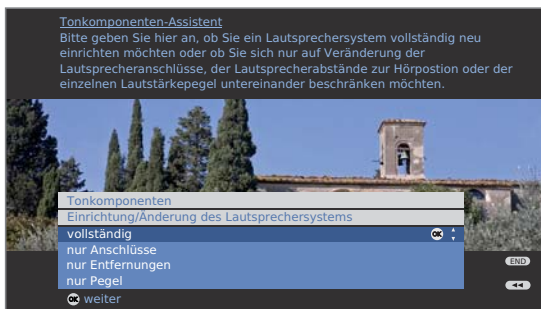 Tonkomponenten-Assistent
Bitte geben Sie hier an, ob Sie ein Lautsprechersystem vollständig neu
einrichten möchten oder ob Sie sich nur auf Veränderung der
Lautsprecheranschlüsse, der Lautsprecherabstände zur Hörpostion oder der
einzelnen Lautstärkepegel untereinander beschränken möchten.
Tonkomponenten
Einrichtung/Änderung des Lautsprechersystems
vollständig OK
nur Anschlüsse
nur Entfernungen
nur Pegel
END
OK weiter